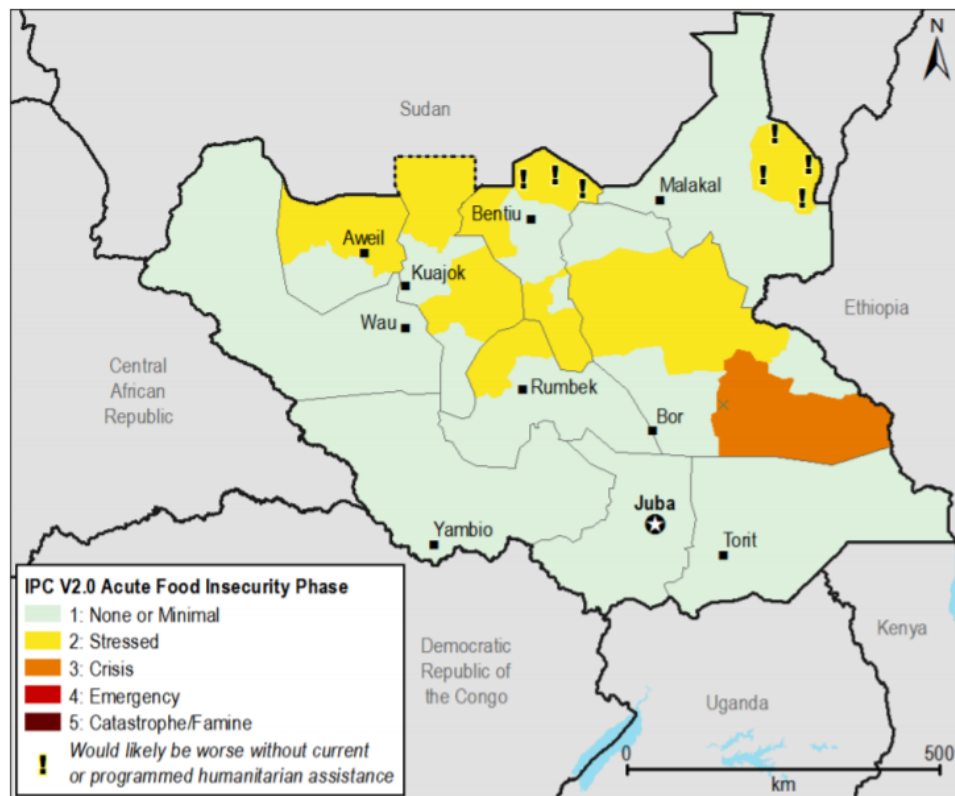 N
Sudan
Malakal
Bentiu
Aweil
Kuajok
Ethiopia
Wau
Central
African
Republic
Rumbek
Bor
Juba
Yambio
Torit
IPC V2.0 Acute Food Insecurity Phase
1: None or Minimal
2: Stressed
3: Crisis
4: Emergency
5: Catastrophe/Famine
! Would likely be worse without current
or programmed humanitarian assistance
Democratic
Republic of
the Congo
Kenya
Uganda
0 500
km